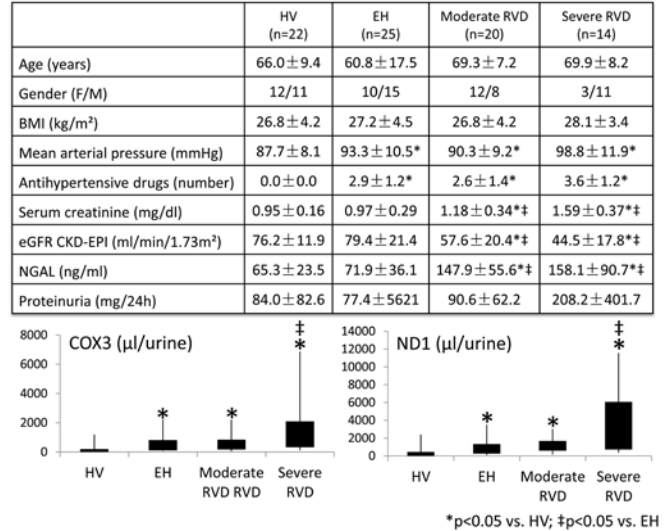 HV (n=22) EH (n=25) Moderate RVD (n=20) Severe RVD (n=14)
Age (years) 66.0±9.4 60.8±17.5 69.3±7.2 69.9±8.2
Gender (F/M) 12/11 10/15 12/8 3/11
BMI (kg/m²) 26.8±4.2 27.2±4.5 26.8±4.2 28.1±3.4
Mean arterial pressure (mmHg) 87.7±8.1 93.3±10.5* 90.3±9.2* 98.8±11.9*
Antihypertensive drugs (number) 0.0±0.0 2.9±1.2* 2.6±1.4* 3.6±1.2*
Serum creatinine (mg/dl) 0.95±0.16 0.97±0.29 1.18±0.34*‡ 1.59±0.37*‡
eGFR CKD-EPI (ml/min/1.73m²) 76.2±11.9 79.4±21.4 57.6±20.4*‡ 44.5±17.8*‡
NGAL (ng/ml) 65.3±23.5 71.9±36.1 147.9±55.6*‡ 158.1±90.7*‡
Proteinuria (mg/24h) 84.0±82.6 77.4±5621 90.6±62.2 208.2±401.7
COX3 (µl/urine)
8000
6000
4000
2000
0
* * ‡ *
HV EH Moderate RVD RVD Severe RVD
ND1 (µl/urine)
14000
12000
10000
8000
6000
4000
2000
0
* * ‡ *
HV EH Moderate RVD Severe RVD
*p<0.05 vs. HV; ‡p<0.05 vs. EH